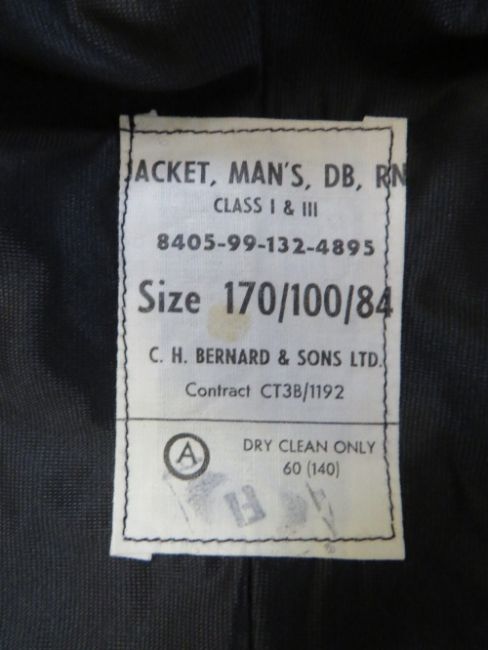 ACKET, MAN'S, DB, RN
CLASS I & III
8405-99-132-4895
Size 170/100/84
C. H. BERNARD & SONS LTD.
Contract CT3B/1192
A
DRY CLEAN ONLY
60 (140)